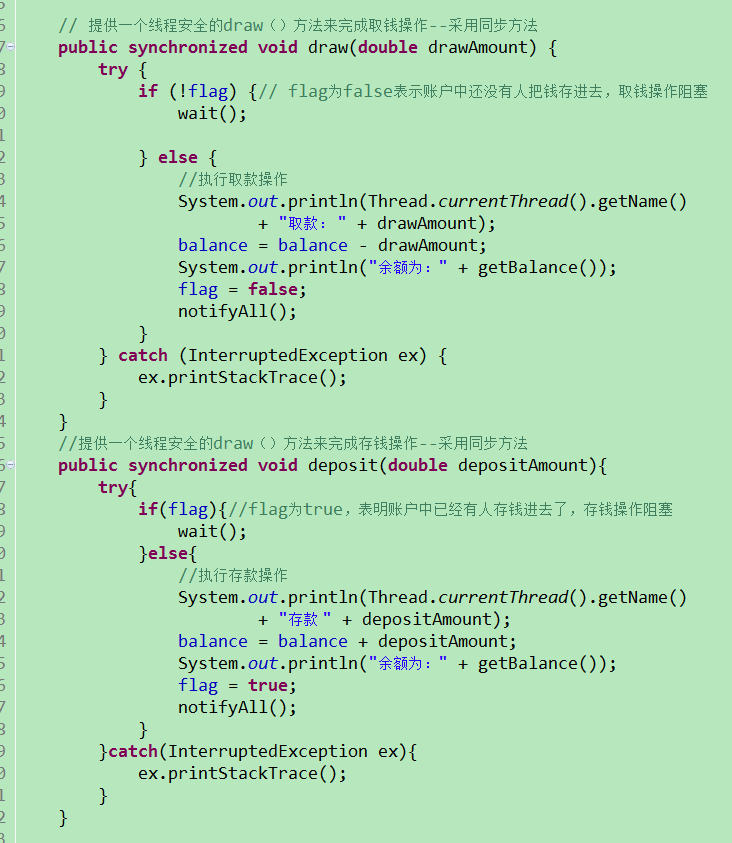 // 提供一个线程安全的draw（）方法来完成取钱操作--采用同步方法
public synchronized void draw(double drawAmount) {
try {
if (!flag) {// flag为false表示账户中还没有人把钱存进去，取钱操作阻塞
wait();
} else {
//执行取款操作
System.out.println(Thread.currentThread().getName()
+ "取款：" + drawAmount);
balance = balance - drawAmount;
System.out.println("余额为：" + getBalance());
flag = false;
notifyAll();
}
} catch (InterruptedException ex) {
ex.printStackTrace();
}
}
//提供一个线程安全的draw（）方法来完成存钱操作--采用同步方法
public synchronized void deposit(double depositAmount){
try{
if(flag){//flag为true，表明账户中已经有人存钱进去了，存钱操作阻塞
wait();
}else{
//执行存款操作
System.out.println(Thread.currentThread().getName()
+ "存款 " + depositAmount);
balance = balance + depositAmount;
System.out.println("余额为：" + getBalance());
flag = true;
notifyAll();
}
}catch(InterruptedException ex){
ex.printStackTrace();
}
}